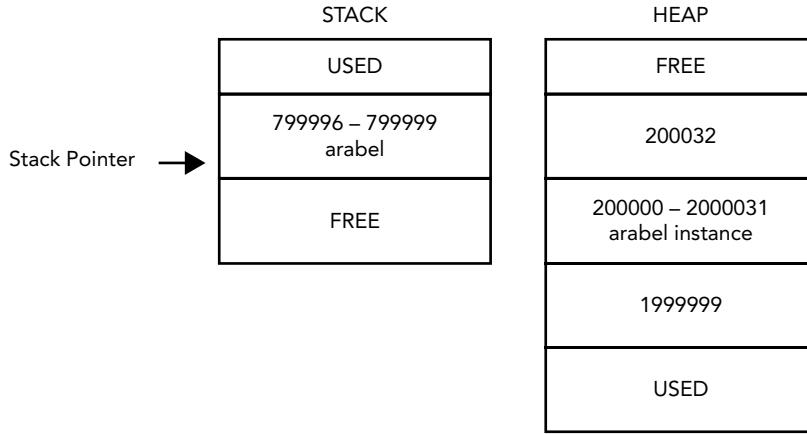 STACK
USED
799996 – 799999
arabel
Stack Pointer
FREE
HEAP
FREE
200032
200000 – 2000031
arabel instance
1999999
USED